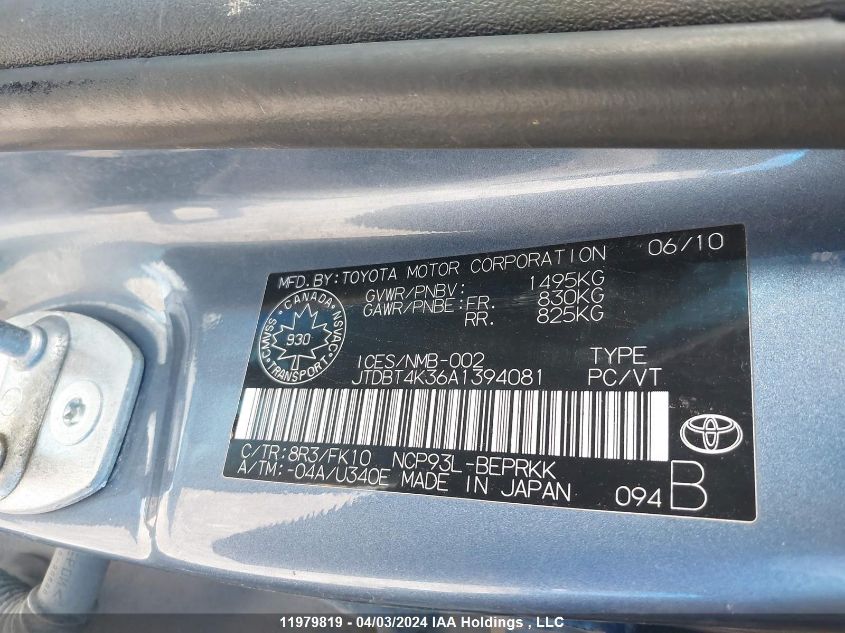 MFD.BY:TOYOTA MOTOR CORPORATION 06/10
GVWR/PNBV: 1495KG
GAWR/PNBE:FR. 830KG
RR. 825KG
CANADA
CMVSS NSVAC
930
TRANSPORT
ICES/NMB-002 TYPE
JTDBT4K36A1394081 PC/VT
C/TR:8R3/FK10 NCP93L-BEPRKK
A/TM:-04A/U340E MADE IN JAPAN 094 B
11979819 - 04/03/2024 IAA Holdings , LLC